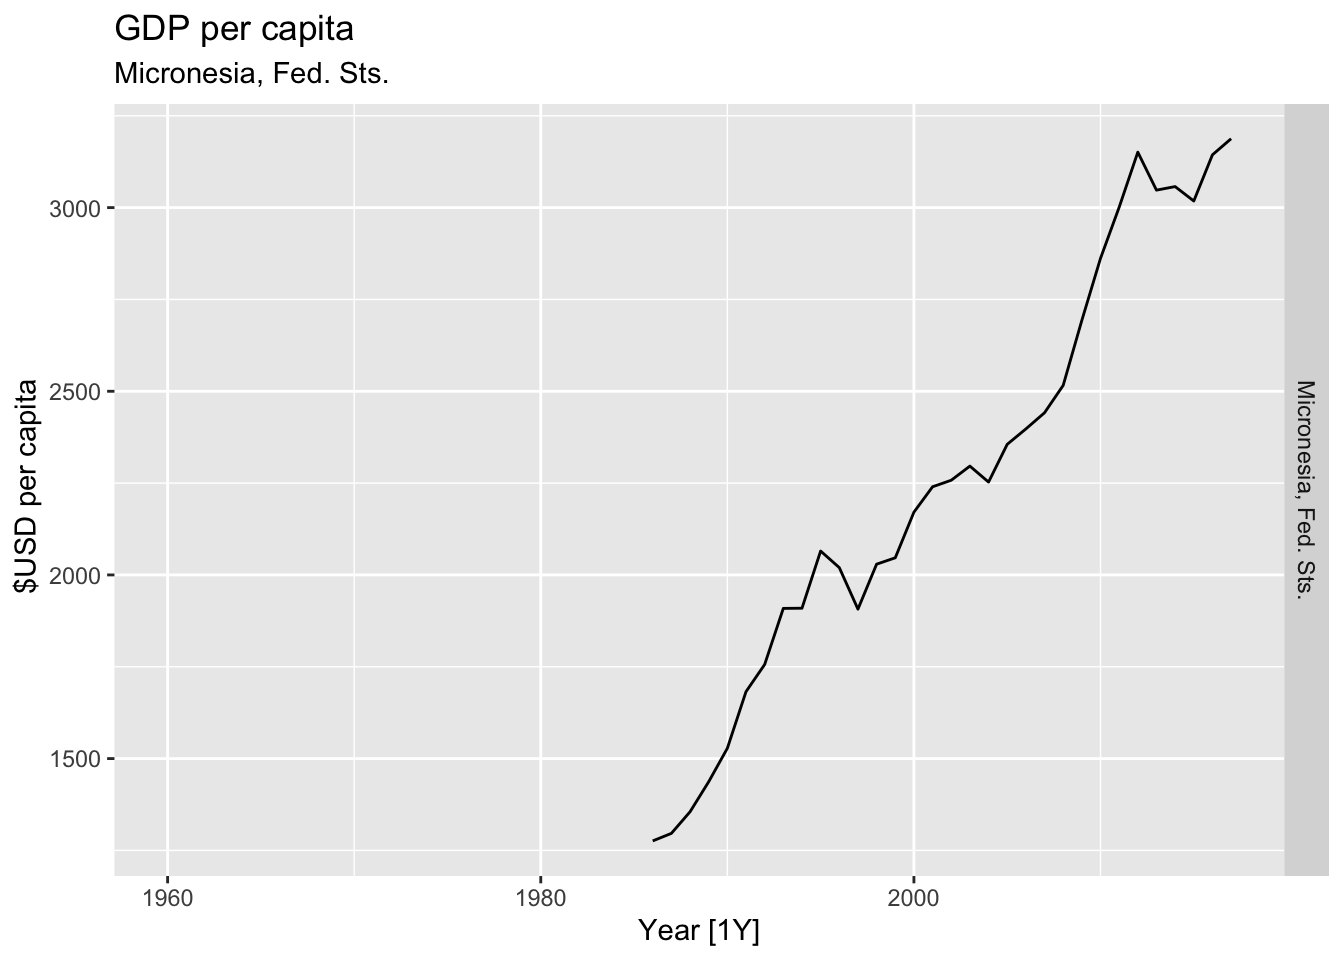 GDP per capita
Micronesia, Fed. Sts.
$USD per capita
3000
2500
2000
1500
Micronesia, Fed. Sts.
1960
1980
2000
Year [1Y]